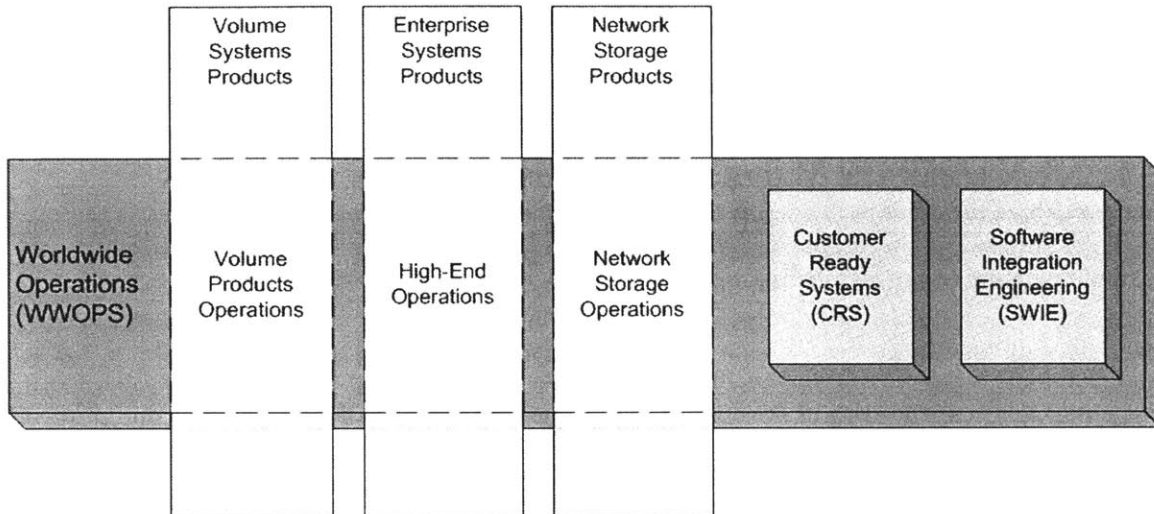 Volume
Systems
Products
Enterprise
Systems
Products
Network
Storage
Products
Worldwide
Operations
(WWOPS)
Volume
Products
Operations
High-End
Operations
Network
Storage
Operations
Customer
Ready
Systems
(CRS)
Software
Integration
Engineering
(SWIE)